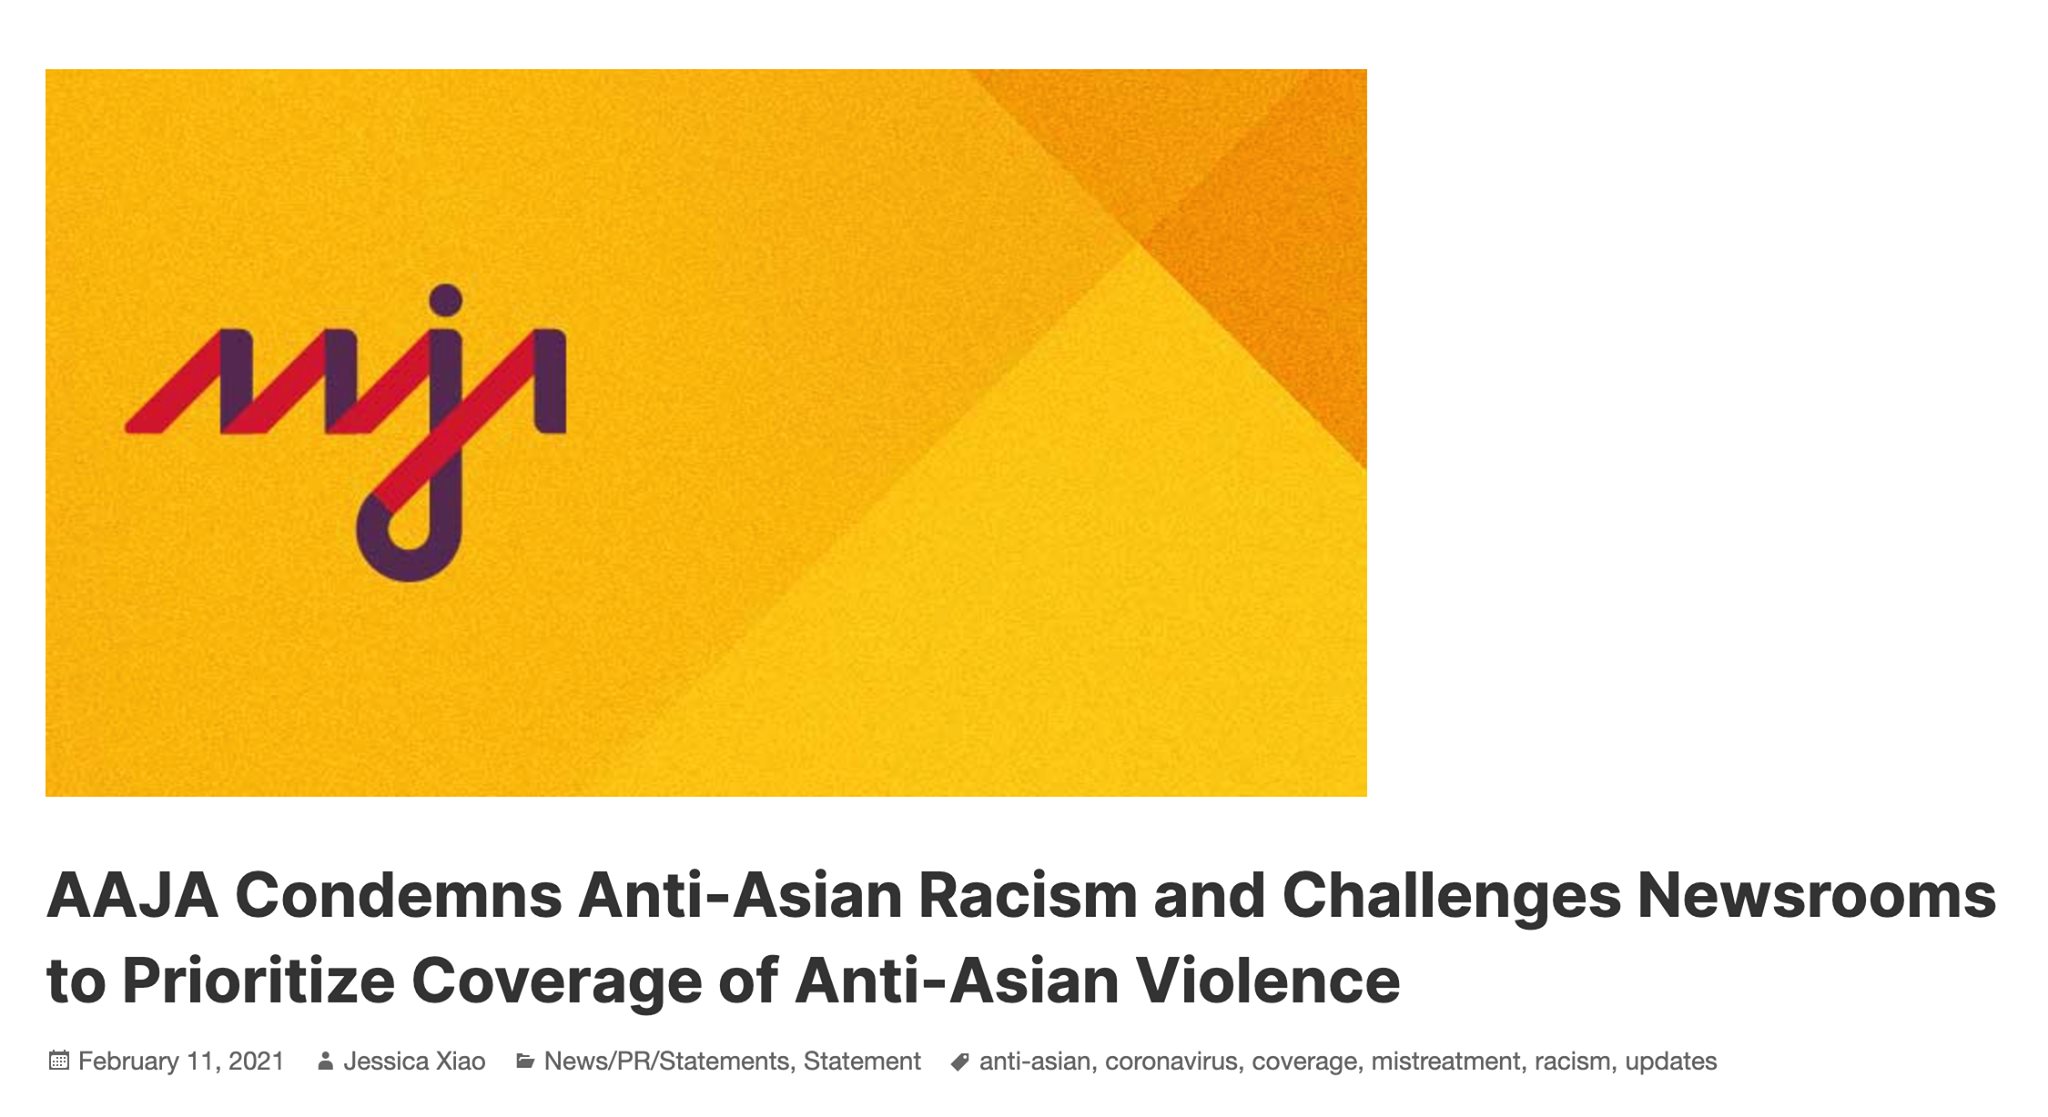 aaja
AAJA Condemns Anti-Asian Racism and Challenges Newsrooms
to Prioritize Coverage of Anti-Asian Violence
February 11, 2021 Jessica Xiao News/PR/Statements, Statement anti-asian, coronavirus, coverage, mistreatment, racism, updates